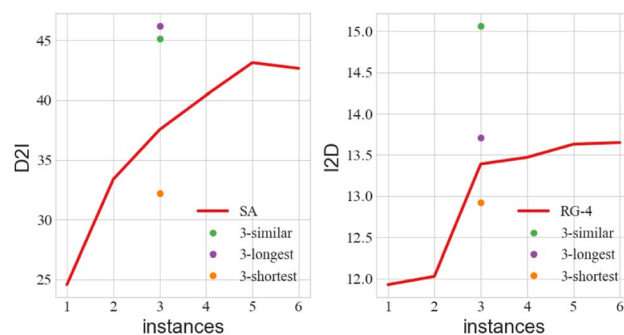 D2I
45
40
35
30
25
SA
3-similar
3-longest
3-shortest
1 2 3 4 5 6
instances
I2D
15.0
14.5
14.0
13.5
13.0
12.5
12.0
RG-4
3-similar
3-longest
3-shortest
1 2 3 4 5 6
instances